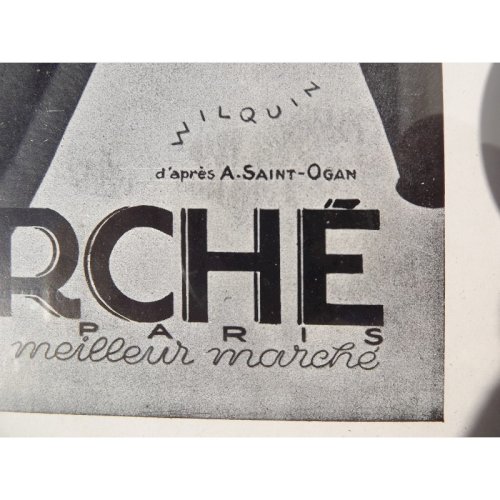 WILQUIN
d'après A. SAINT-OGAN
RCHÉ
PARIS
meilleur marché